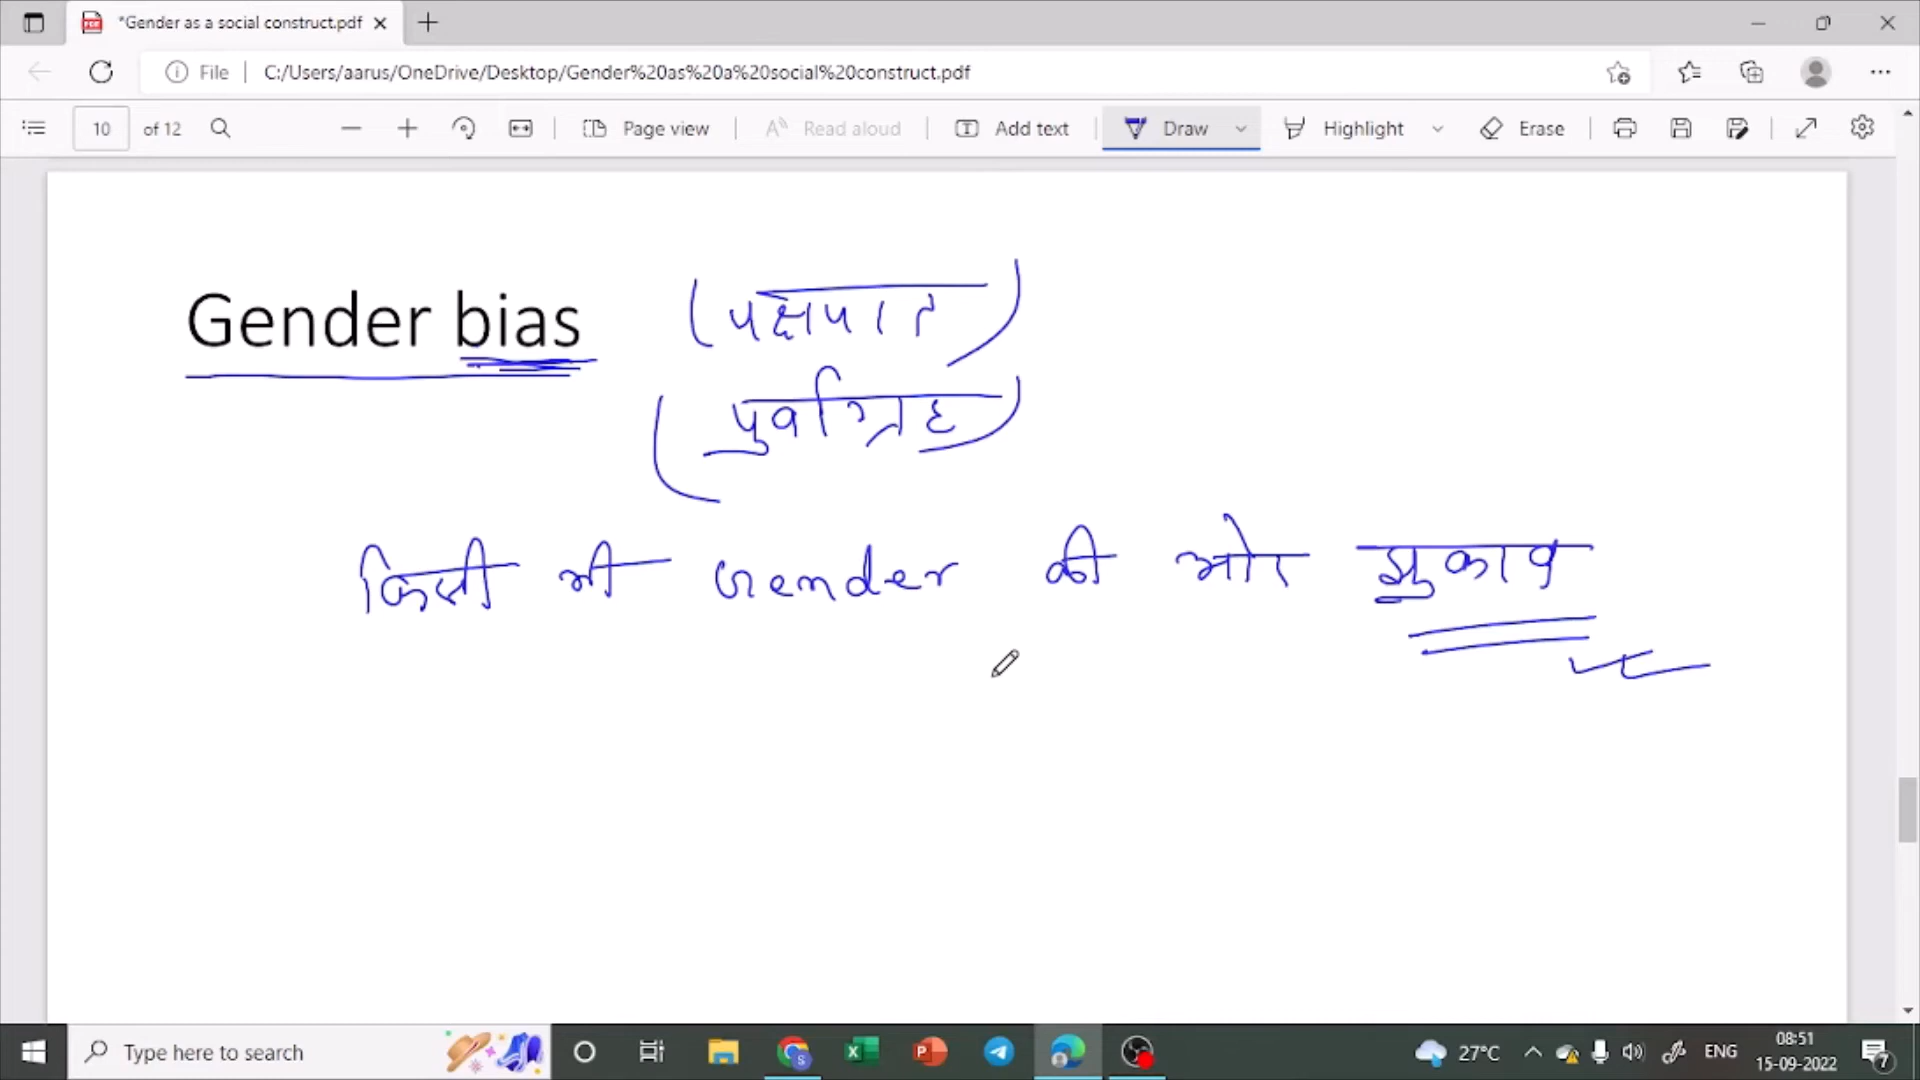 *Gender as a social construct.pdf
File C:/Users/aarus/OneDrive/Desktop/Gender%20as%20a%20social%20construct.pdf
10 of 12 Page view Read aloud Add text Draw Highlight Erase
Gender bias (पक्षपात)
(पुर्वाग्रह)
किसी भी Gender की ओर झुकाव
Type here to search 27°C ENG 08:51
15-09-2022 7